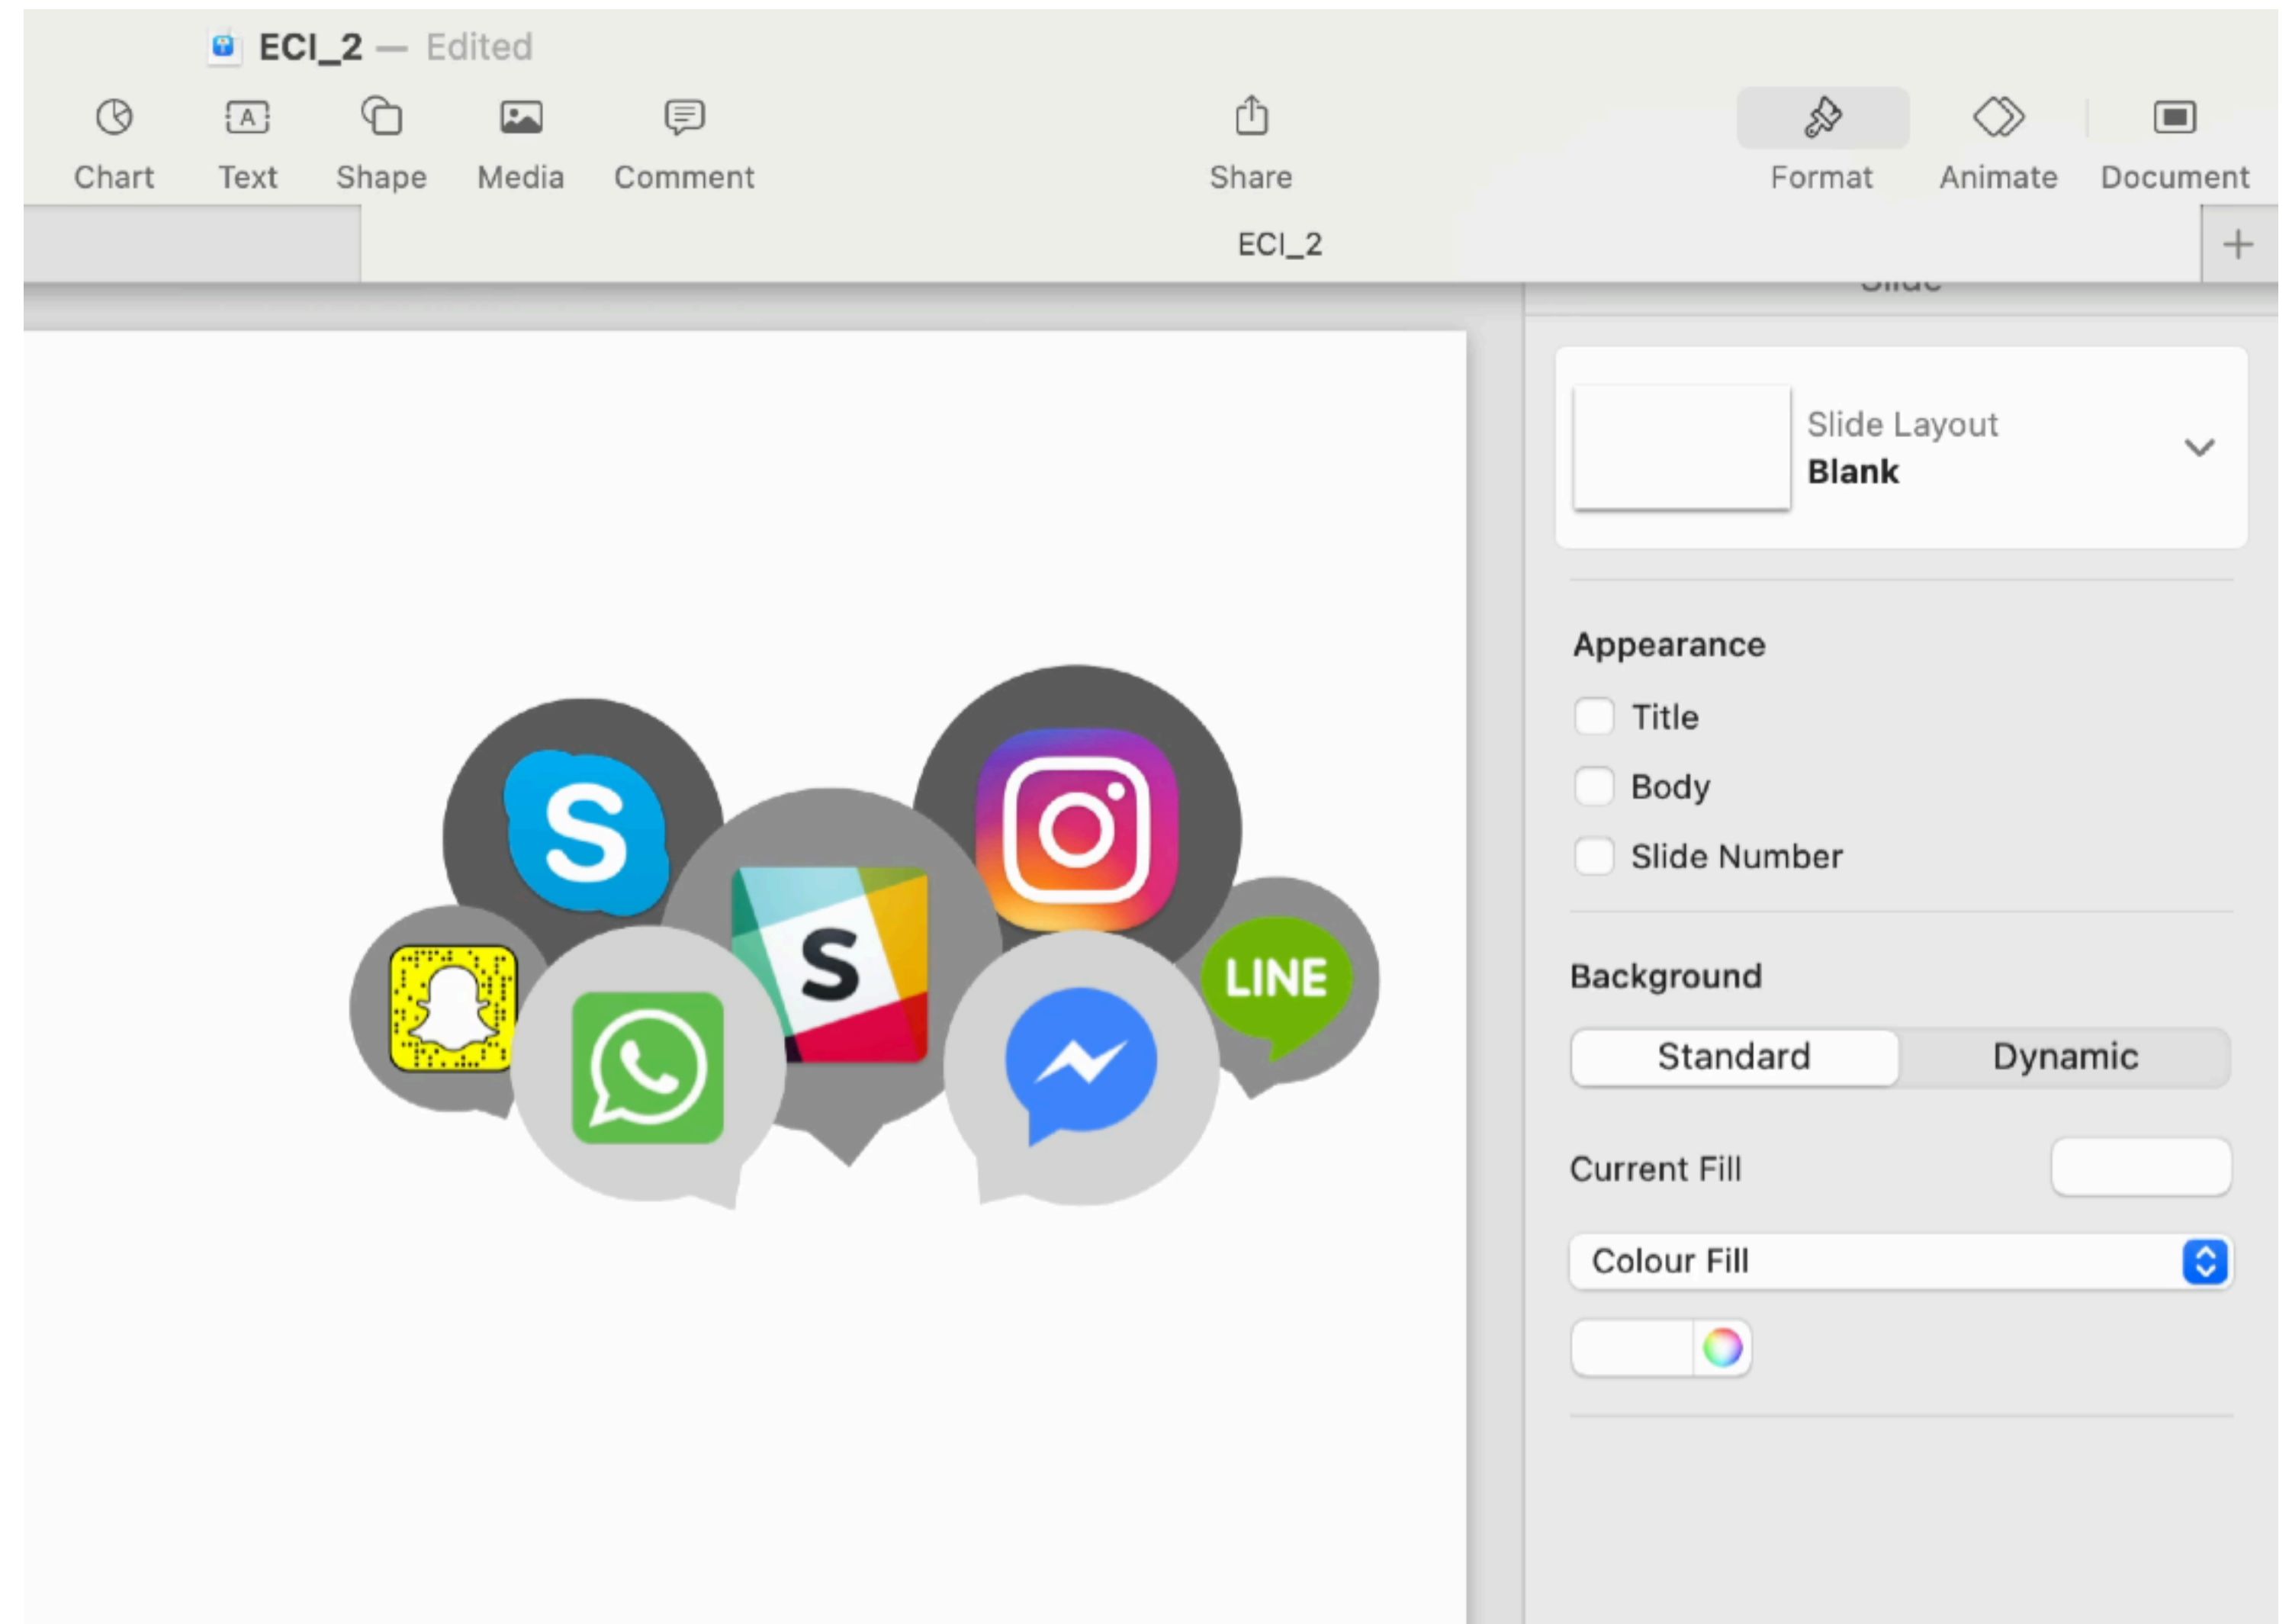 ECI_2 — Edited
Chart Text Shape Media Comment Share Format Animate Document
ECI_2
Slide Layout
Blank
Appearance
Title
Body
Slide Number
Background
Standard Dynamic
Current Fill
Colour Fill
S
S
LINE